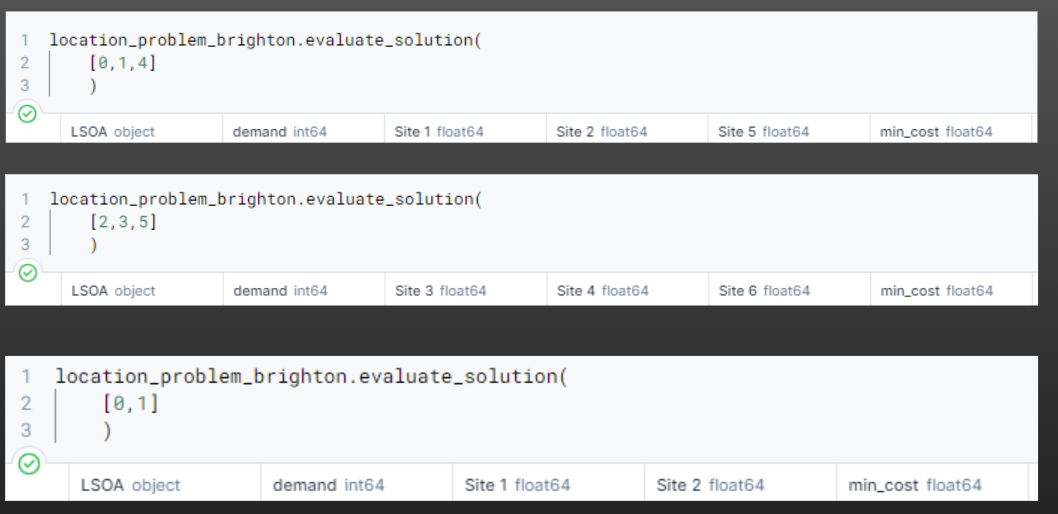 1 location_problem_brighton.evaluate_solution(
2 [0,1,4]
3 )
LSOA object demand int64 Site 1 float64 Site 2 float64 Site 5 float64 min_cost float64
1 location_problem_brighton.evaluate_solution(
2 [2,3,5]
3 )
LSOA object demand int64 Site 3 float64 Site 4 float64 Site 6 float64 min_cost float64
1 location_problem_brighton.evaluate_solution(
2 [0,1]
3 )
LSOA object demand int64 Site 1 float64 Site 2 float64 min_cost float64